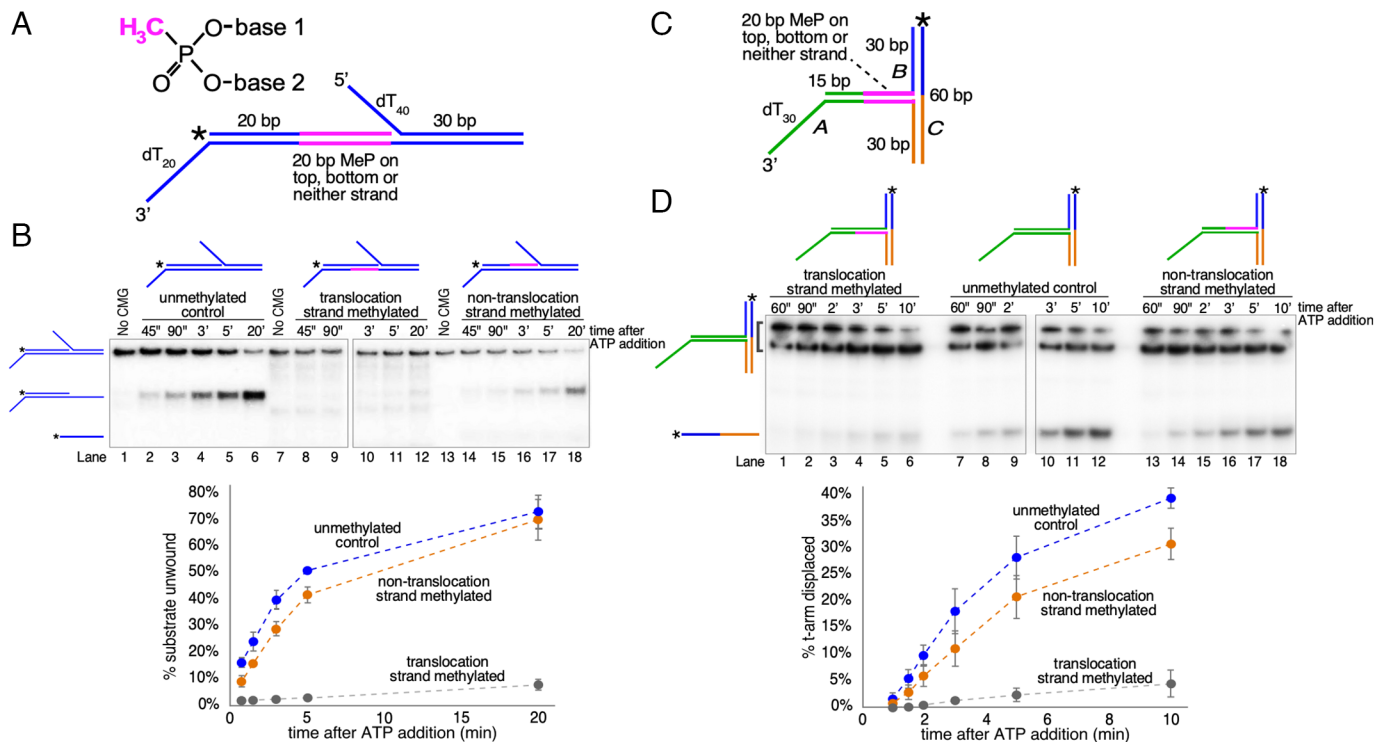 A
H₃C
O-base 1
P
O
O-base 2
5'
dT₄₀
20 bp
30 bp
*
dT₂₀
20 bp MeP on
top, bottom or
neither strand
3'
B
*
*
*
No CMG
unmethylated
control
No CMG
translocation
strand methylated
No CMG
non-translocation
strand methylated
45" 90" 3' 5' 20'
45" 90" 3' 5' 20'
45" 90" 3' 5' 20'
time after
ATP addition
*
*
*
Lane 1 2 3 4 5 6 7 8 9 10 11 12 13 14 15 16 17 18
80%
70%
60%
50%
40%
30%
20%
10%
0%
% substrate unwound
unmethylated
control
non-translocation
strand methylated
translocation
strand methylated
0 5 10 15 20
time after ATP addition (min)
C
20 bp MeP on
top, bottom or
neither strand
*
30 bp
B
15 bp
60 bp
dT₃₀
A
C
30 bp
3'
D
*
*
*
translocation
strand methylated
unmethylated control
non-translocation
strand methylated
60" 90" 2' 3' 5' 10'
60" 90" 2' 3' 5' 10'
60" 90" 2' 3' 5' 10'
time after
ATP addition
*
*
Lane 1 2 3 4 5 6 7 8 9 10 11 12 13 14 15 16 17 18
40%
35%
30%
25%
20%
15%
10%
5%
0%
% t-arm displaced
unmethylated
control
non-translocation
strand methylated
translocation
strand methylated
0 2 4 6 8 10
time after ATP addition (min)